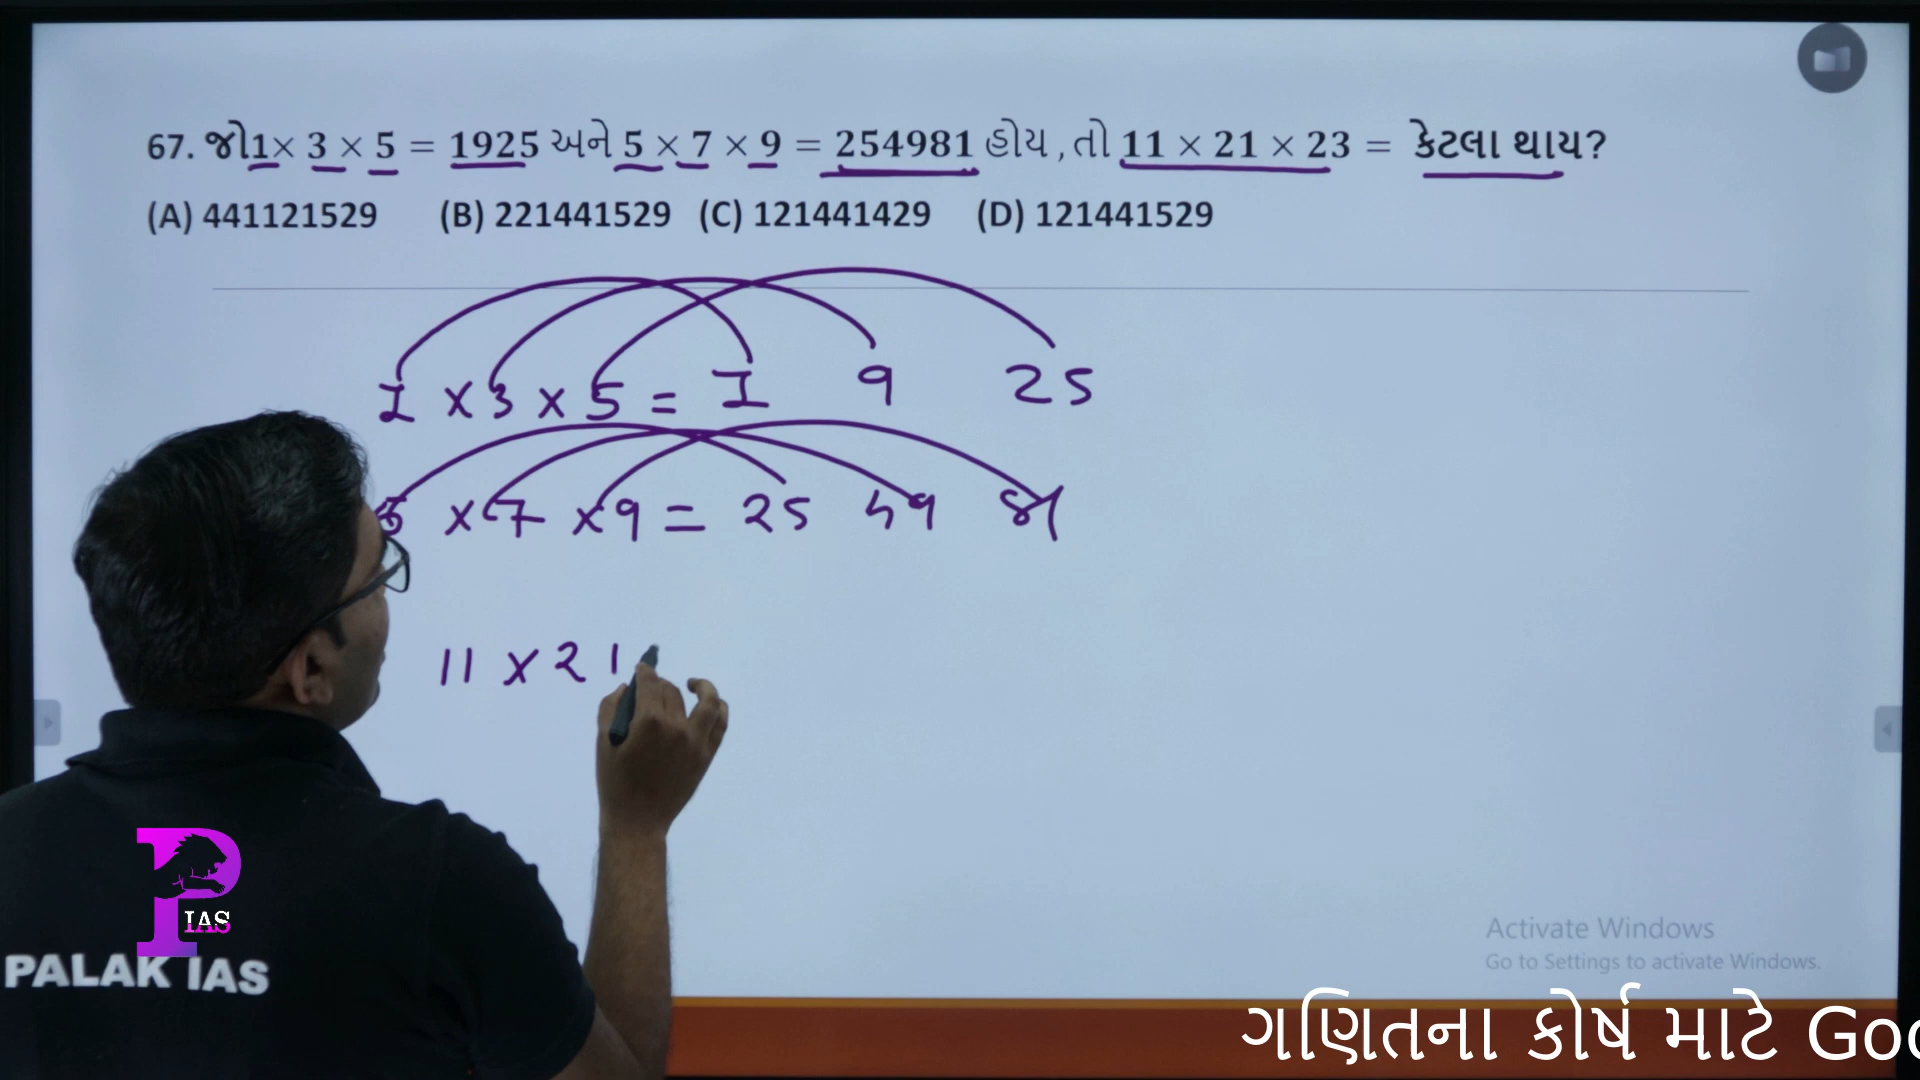 67. જો1× 3 × 5 = 1925 અને 5 × 7 × 9 = 254981 હોય , તો 11 × 21 × 23 = કેટલા થાય?
(A) 441121529 (B) 221441529 (C) 121441429 (D) 121441529
1 × 3 × 5 = 1 9 25
5 × 7 × 9 = 25 49 81
11 × 21
P IAS
PALAK IAS
Activate Windows
Go to Settings to activate Windows.
ગણિતના કોર્ષ માટે